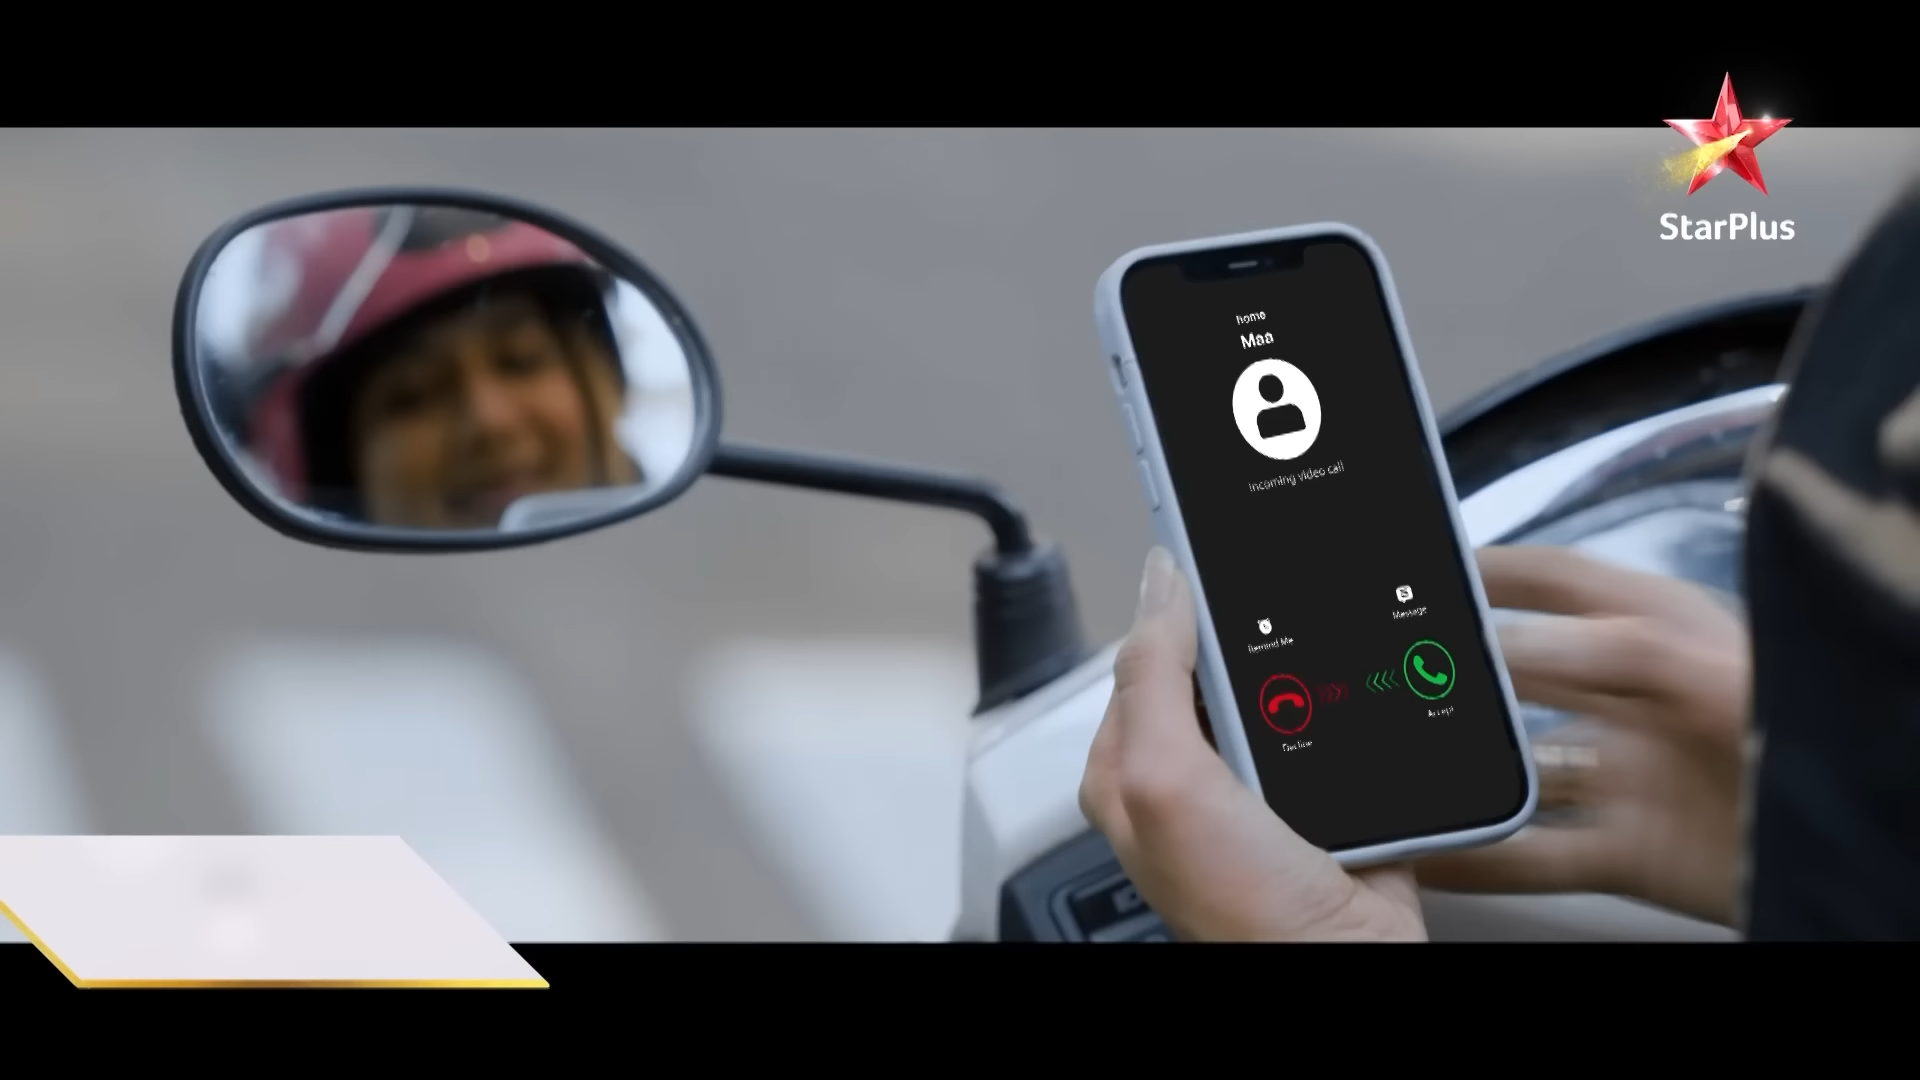 StarPlus
home
Maa
Incoming video call
Message
Remind Me
Accept
Decline